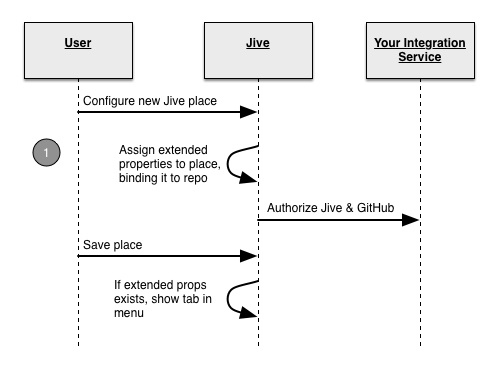 User
Jive
Your Integration
Service
Configure new Jive place
1
Assign extended
properties to place,
binding it to repo
Authorize Jive & GitHub
Save place
If extended props
exists, show tab in
menu